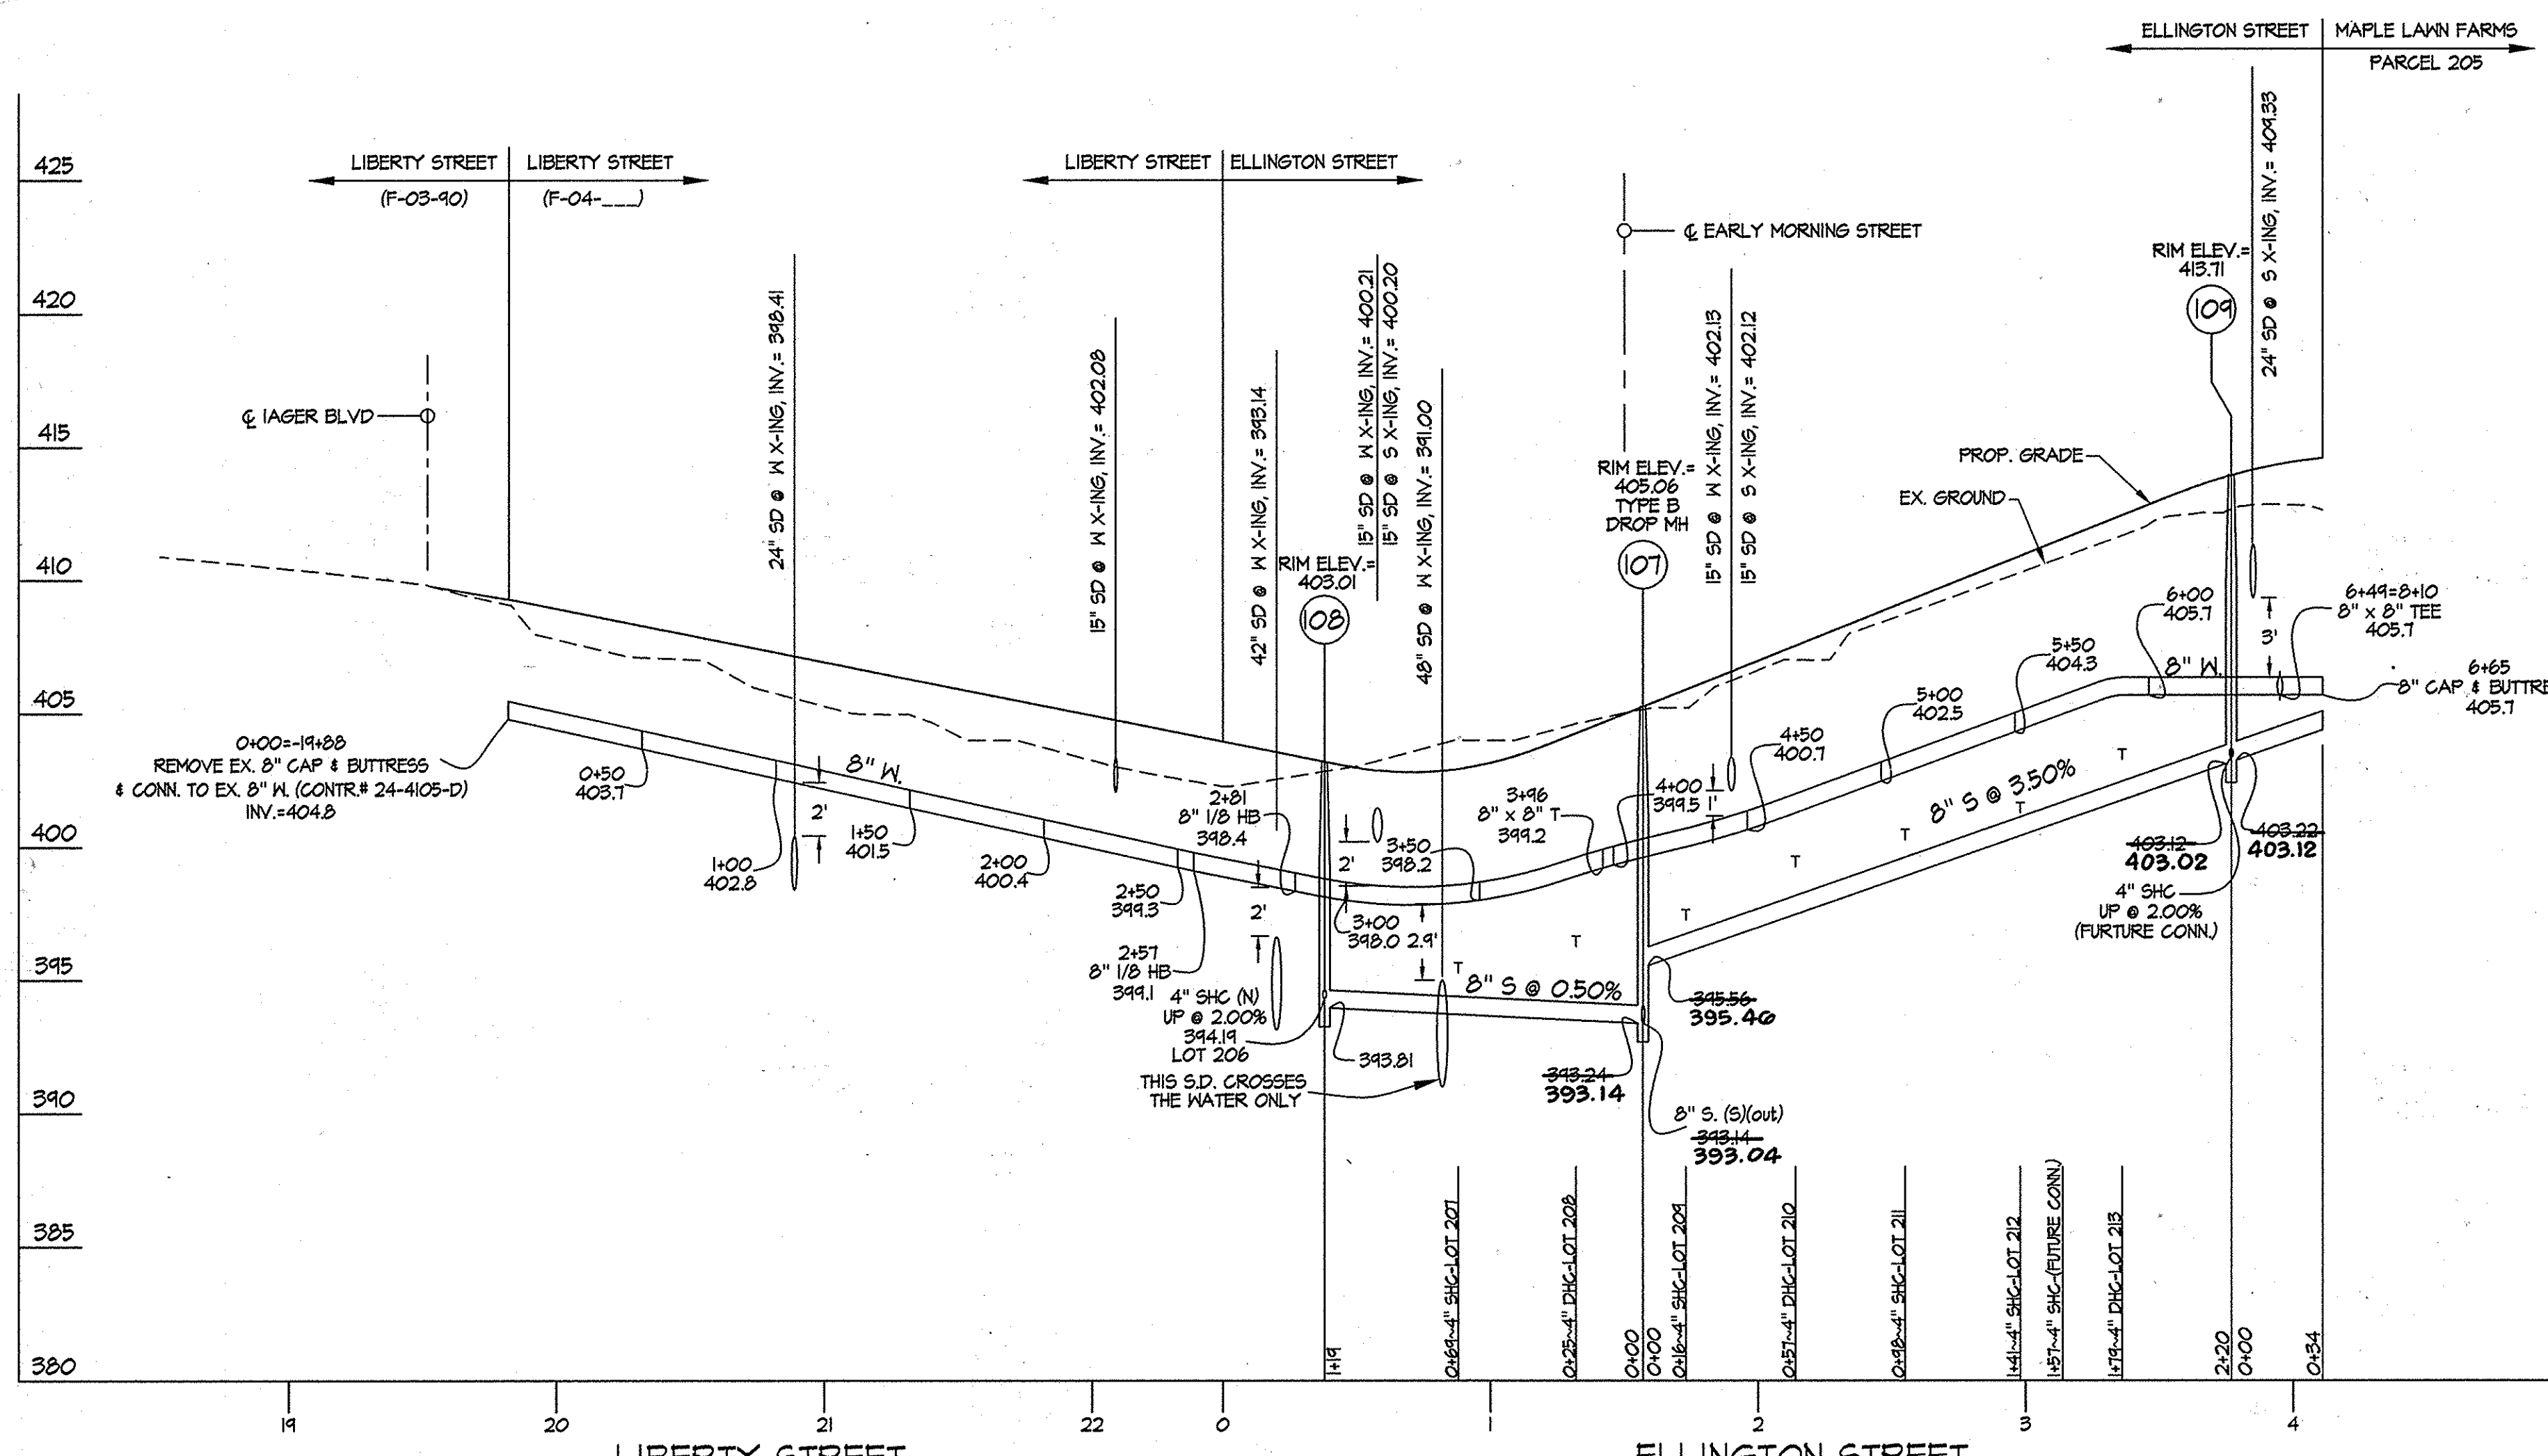 ELLINGTON STREET
MAPLE LAWN FARMS
PARCEL 205
425
LIBERTY STREET
(F-03-90)
LIBERTY STREET
(F-04-___)
LIBERTY STREET
ELLINGTON STREET
420
415
410
405
400
395
390
385
380
℄ IAGER BLVD
24" SD @ W X-ING, INV.= 398.41
15" SD @ W X-ING, INV.= 402.08
42" SD @ W X-ING, INV.= 393.14
15" SD @ W X-ING, INV.= 400.21
15" SD @ S X-ING, INV.= 400.20
48" SD @ W X-ING, INV.= 391.00
℄ EARLY MORNING STREET
15" SD @ W X-ING, INV.= 402.13
15" SD @ S X-ING, INV.= 402.12
24" SD @ S X-ING, INV.= 409.33
RIM ELEV.=
403.01
108
RIM ELEV.=
405.06
TYPE B
DROP MH
107
RIM ELEV.=
413.71
109
PROP. GRADE
EX. GROUND
0+00=-19+88
REMOVE EX. 8" CAP & BUTTRESS
& CONN. TO EX. 8" W. (CONTR.# 24-4105-D)
INV.=404.8
0+50
403.7
1+00
402.8
2'
8" W.
1+50
401.5
2+00
400.4
2+50
399.3
2+57
8" 1/8 HB
399.1
2+81
8" 1/8 HB
398.4
2'
2'
3+00
398.0
2.9'
3+50
398.2
3+96
8" x 8" T
399.2
4+00
399.5
1'
4+50
400.7
5+00
402.5
5+50
404.3
6+00
405.7
8" W.
3'
6+49=8+10
8" x 8" TEE
405.7
6+65
8" CAP & BUTTRE
405.7
T
T
T
T
T
T
T
8" S @ 0.50%
8" S @ 3.50%
4" SHC (N)
UP @ 2.00%
394.19
LOT 206
THIS S.D. CROSSES
THE WATER ONLY
393.81
393.24
393.14
395.56
395.46
8" S. (S)(out)
393.14
393.04
403.12
403.02
403.22
403.12
4" SHC
UP @ 2.00%
(FURTURE CONN.)
1+19
0+69~4" SHC-LOT 207
0+25~4" DHC-LOT 208
0+00
0+00
0+16~4" SHC-LOT 209
0+57~4" DHC-LOT 210
0+98~4" SHC-LOT 211
1+41~4" SHC-LOT 212
1+57~4" SHC-(FUTURE CONN.)
1+79~4" DHC-LOT 213
2+20
0+00
0+34
19
20
21
22
0
1
2
3
4
LIBERTY STREET
ELLINGTON STREET